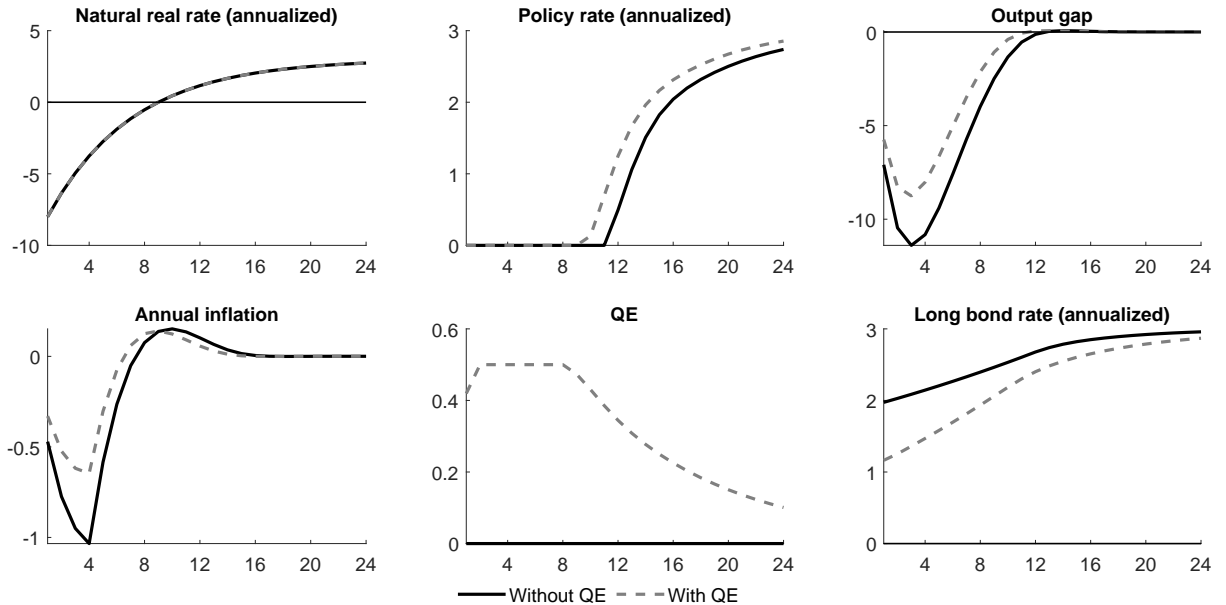 Natural real rate (annualized)
5
0
-5
-10
4 8 12 16 20 24
Policy rate (annualized)
3
2
1
0
4 8 12 16 20 24
Output gap
0
-5
-10
4 8 12 16 20 24
Annual inflation
0
-0.5
-1
4 8 12 16 20 24
QE
0.6
0.4
0.2
0
4 8 12 16 20 24
Long bond rate (annualized)
3
2
1
0
4 8 12 16 20 24
Without QE With QE